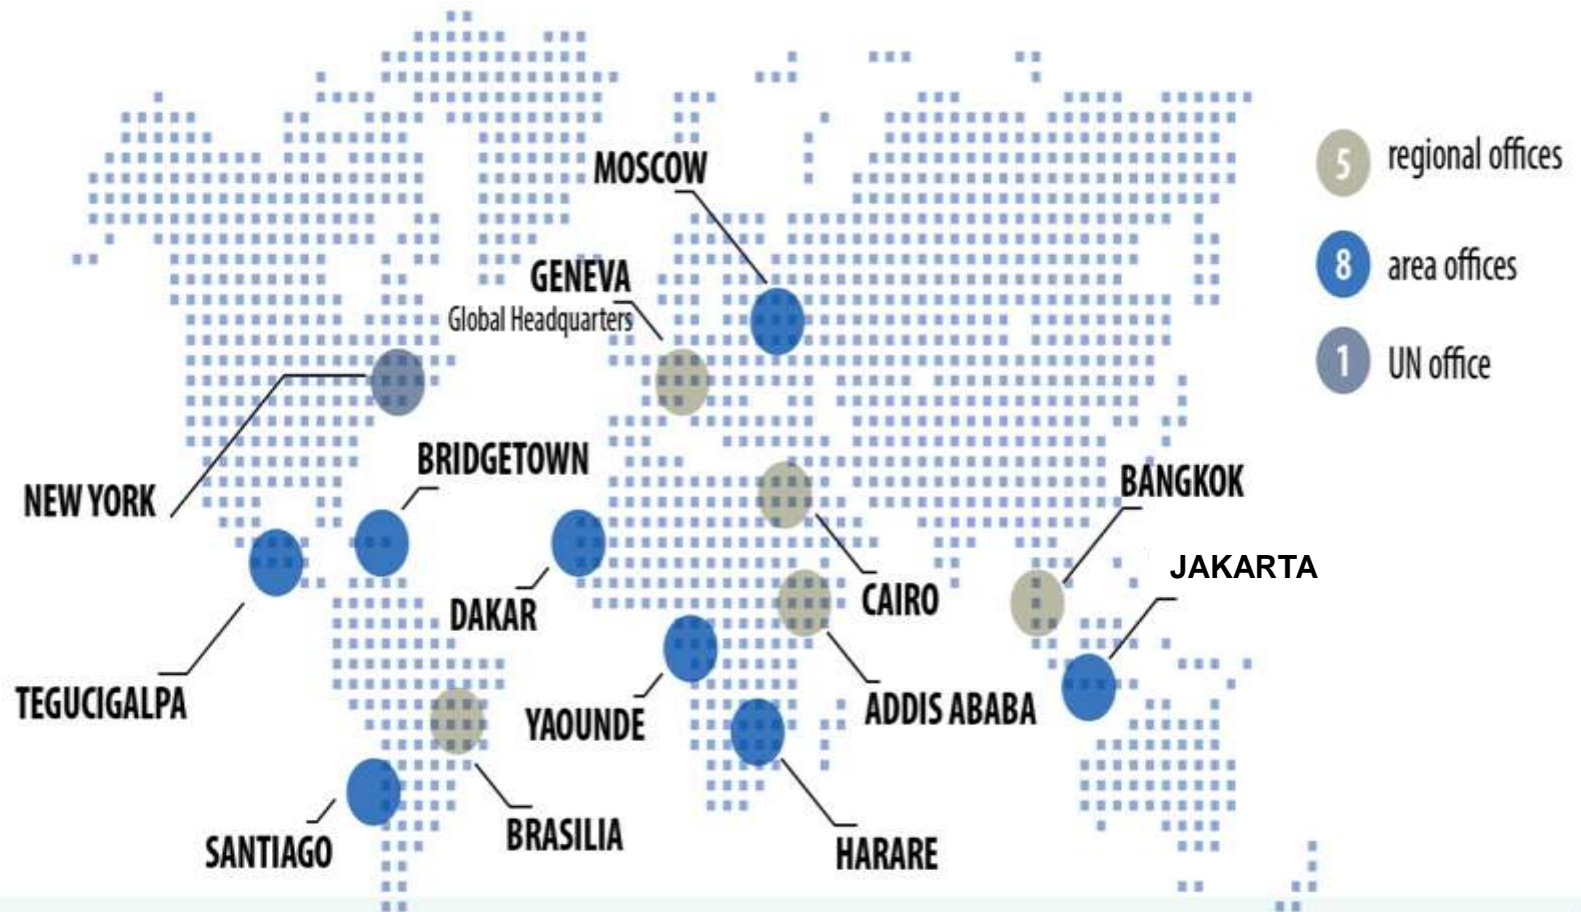 MOSCOW
GENEVA
Global Headquarters
NEW YORK
BRIDGETOWN
TEGUCIGALPA
DAKAR
CAIRO
BANGKOK
JAKARTA
YAOUNDE
ADDIS ABABA
SANTIAGO
BRASILIA
HARARE
5 regional offices
8 area offices
1 UN office